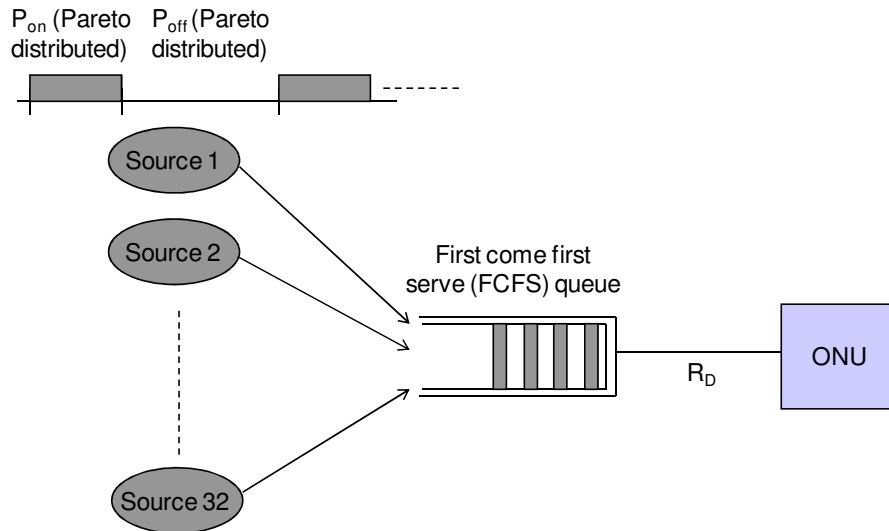 P_on (Pareto distributed)
P_off (Pareto distributed)
Source 1
Source 2
First come first
serve (FCFS) queue
R_D
ONU
Source 32